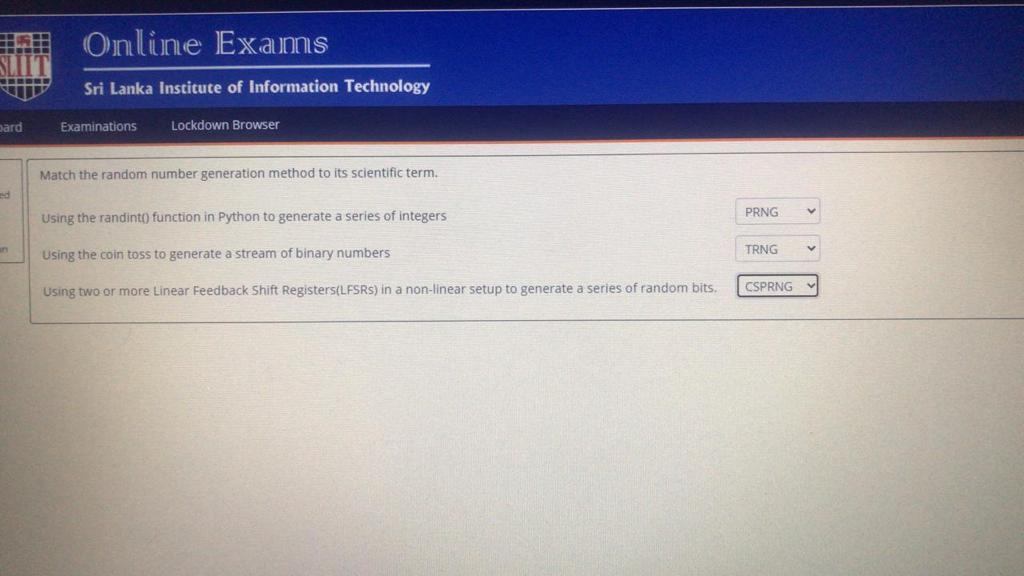 Online Exams
SLIIT
Sri Lanka Institute of Information Technology
Examinations Lockdown Browser
Match the random number generation method to its scientific term.
Using the randint() function in Python to generate a series of integers PRNG
Using the coin toss to generate a stream of binary numbers TRNG
Using two or more Linear Feedback Shift Registers(LFSRs) in a non-linear setup to generate a series of random bits. CSPRNG